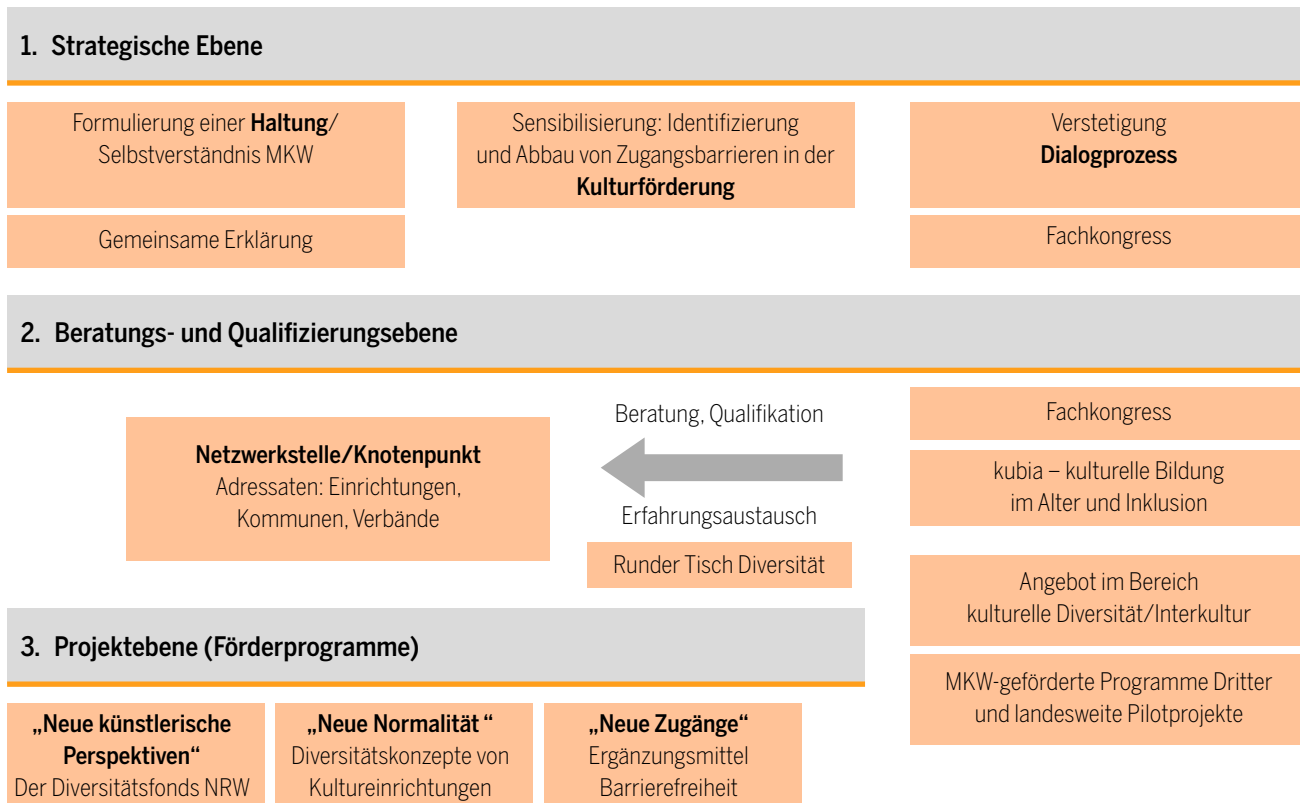 1. Strategische Ebene
Formulierung einer Haltung/
Selbstverständnis MKW
Gemeinsame Erklärung
Sensibilisierung: Identifizierung
und Abbau von Zugangsbarrieren in der
Kulturförderung
Verstetigung
Dialogprozess
Fachkongress
2. Beratungs- und Qualifizierungsebene
Netzwerkstelle/Knotenpunkt
Adressaten: Einrichtungen,
Kommunen, Verbände
Beratung, Qualifikation
Erfahrungsaustausch
Runder Tisch Diversität
Fachkongress
kubia – kulturelle Bildung
im Alter und Inklusion
Angebot im Bereich
kulturelle Diversität/Interkultur
MKW-geförderte Programme Dritter
und landesweite Pilotprojekte
3. Projektebene (Förderprogramme)
„Neue künstlerische
Perspektiven“
Der Diversitätsfonds NRW
„Neue Normalität “
Diversitätskonzepte von
Kultureinrichtungen
„Neue Zugänge“
Ergänzungsmittel
Barrierefreiheit